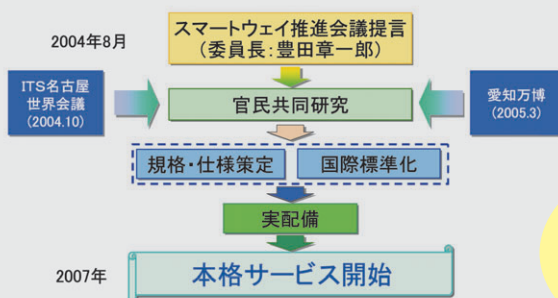 2004年8月
スマートウェイ推進会議提言
(委員長:豊田章一郎)
ITS名古屋
世界会議
(2004.10)
官民共同研究
愛知万博
(2005.3)
規格・仕様策定
国際標準化
実配備
2007年
本格サービス開始